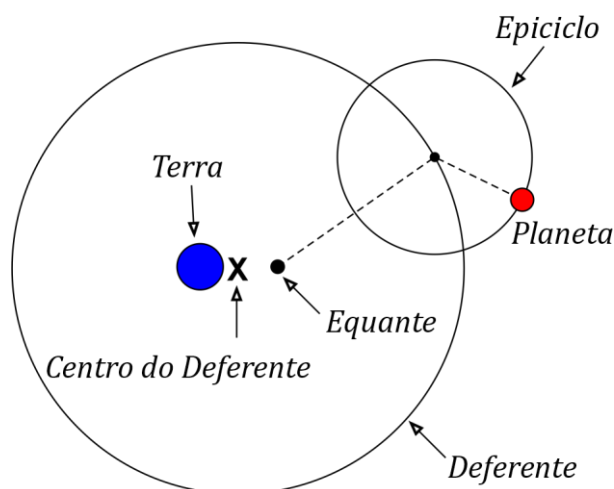 Epiciclo
Terra
Planeta
X
Equante
Centro do Deferente
Deferente